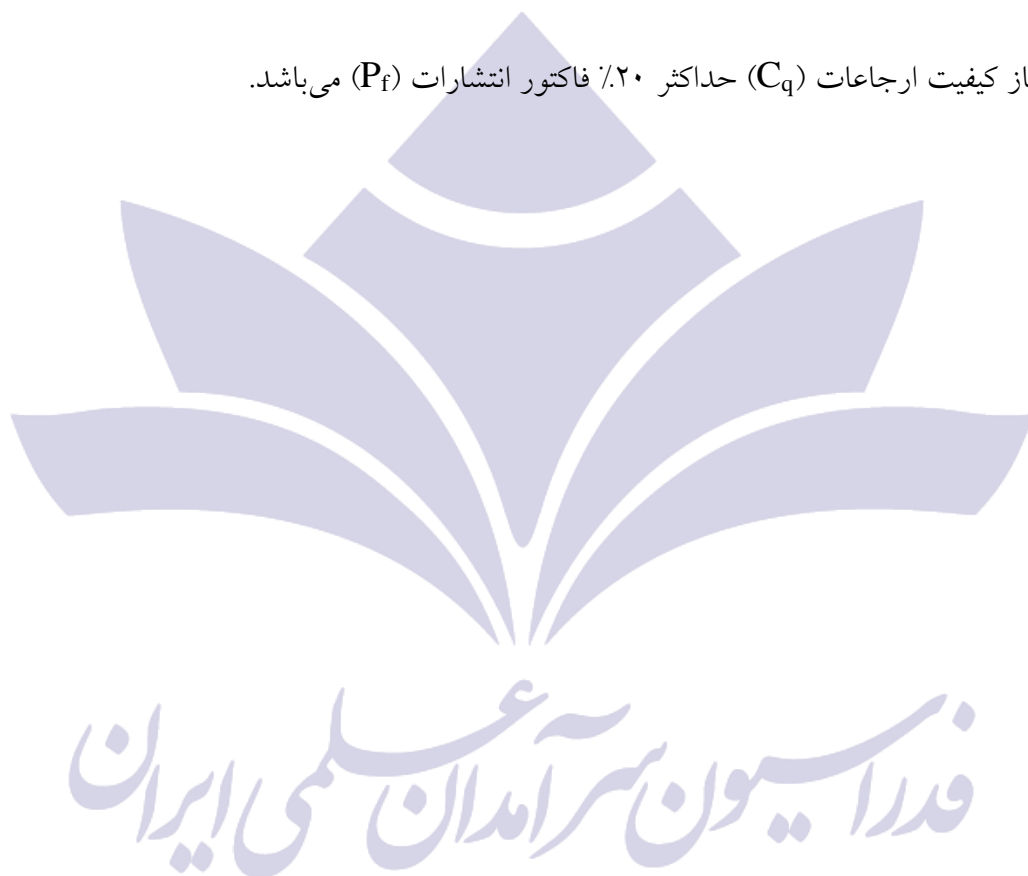 از کیفیت ارجاعات (Cq) حداکثر ۲۰٪ فاکتور انتشارات (Pf) می‌باشد.
فدراسیون سرآمدان علمی ایران